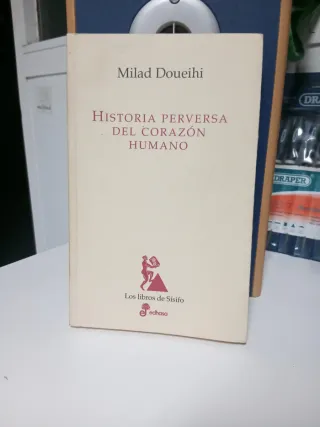 Milad Doueihi
HISTORIA PERVERSA
DEL CORAZÓN
HUMANO
Los libros de Sísifo
edhasa
DRAPER
DRAPER